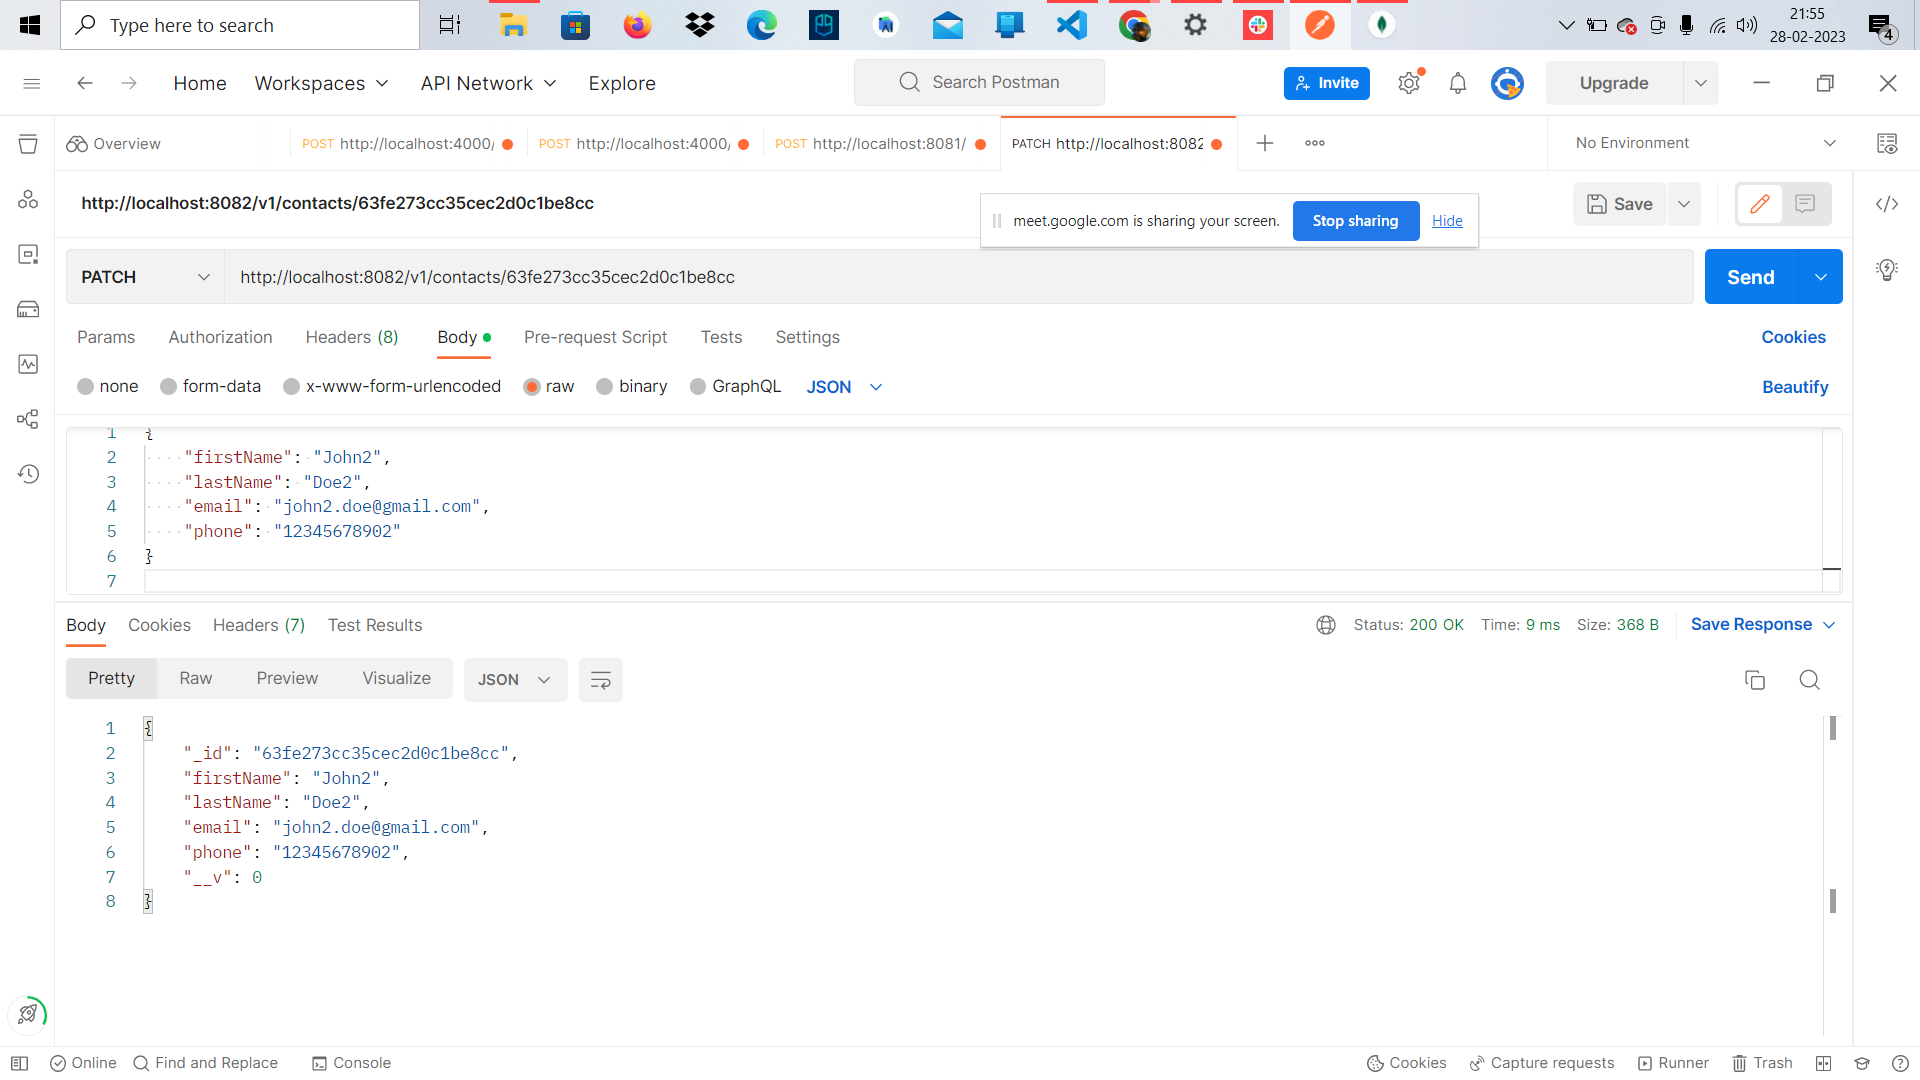 Type here to search
21:55
28-02-2023
4
Home Workspaces API Network Explore
Search Postman
Invite
Upgrade
Overview
POST http://localhost:4000/
POST http://localhost:4000/
POST http://localhost:8081/
PATCH http://localhost:8082
No Environment
http://localhost:8082/v1/contacts/63fe273cc35cec2d0c1be8cc
meet.google.com is sharing your screen. Stop sharing Hide
Save
PATCH http://localhost:8082/v1/contacts/63fe273cc35cec2d0c1be8cc
Send
Params Authorization Headers (8) Body Pre-request Script Tests Settings Cookies
none form-data x-www-form-urlencoded raw binary GraphQL JSON Beautify
1 {
2 "firstName": "John2",
3 "lastName": "Doe2",
4 "email": "john2.doe@gmail.com",
5 "phone": "12345678902"
6 }
7
Body Cookies Headers (7) Test Results Status: 200 OK Time: 9 ms Size: 368 B Save Response
Pretty Raw Preview Visualize JSON
1 {
2 "_id": "63fe273cc35cec2d0c1be8cc",
3 "firstName": "John2",
4 "lastName": "Doe2",
5 "email": "john2.doe@gmail.com",
6 "phone": "12345678902",
7 "__v": 0
8 }
Online Find and Replace Console Cookies Capture requests Runner Trash